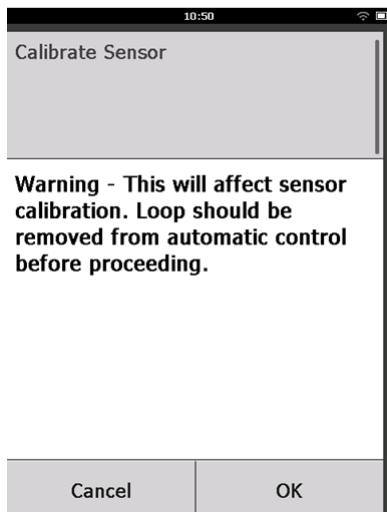 10:50
Calibrate Sensor
Warning - This will affect sensor
calibration. Loop should be
removed from automatic control
before proceeding.
Cancel OK